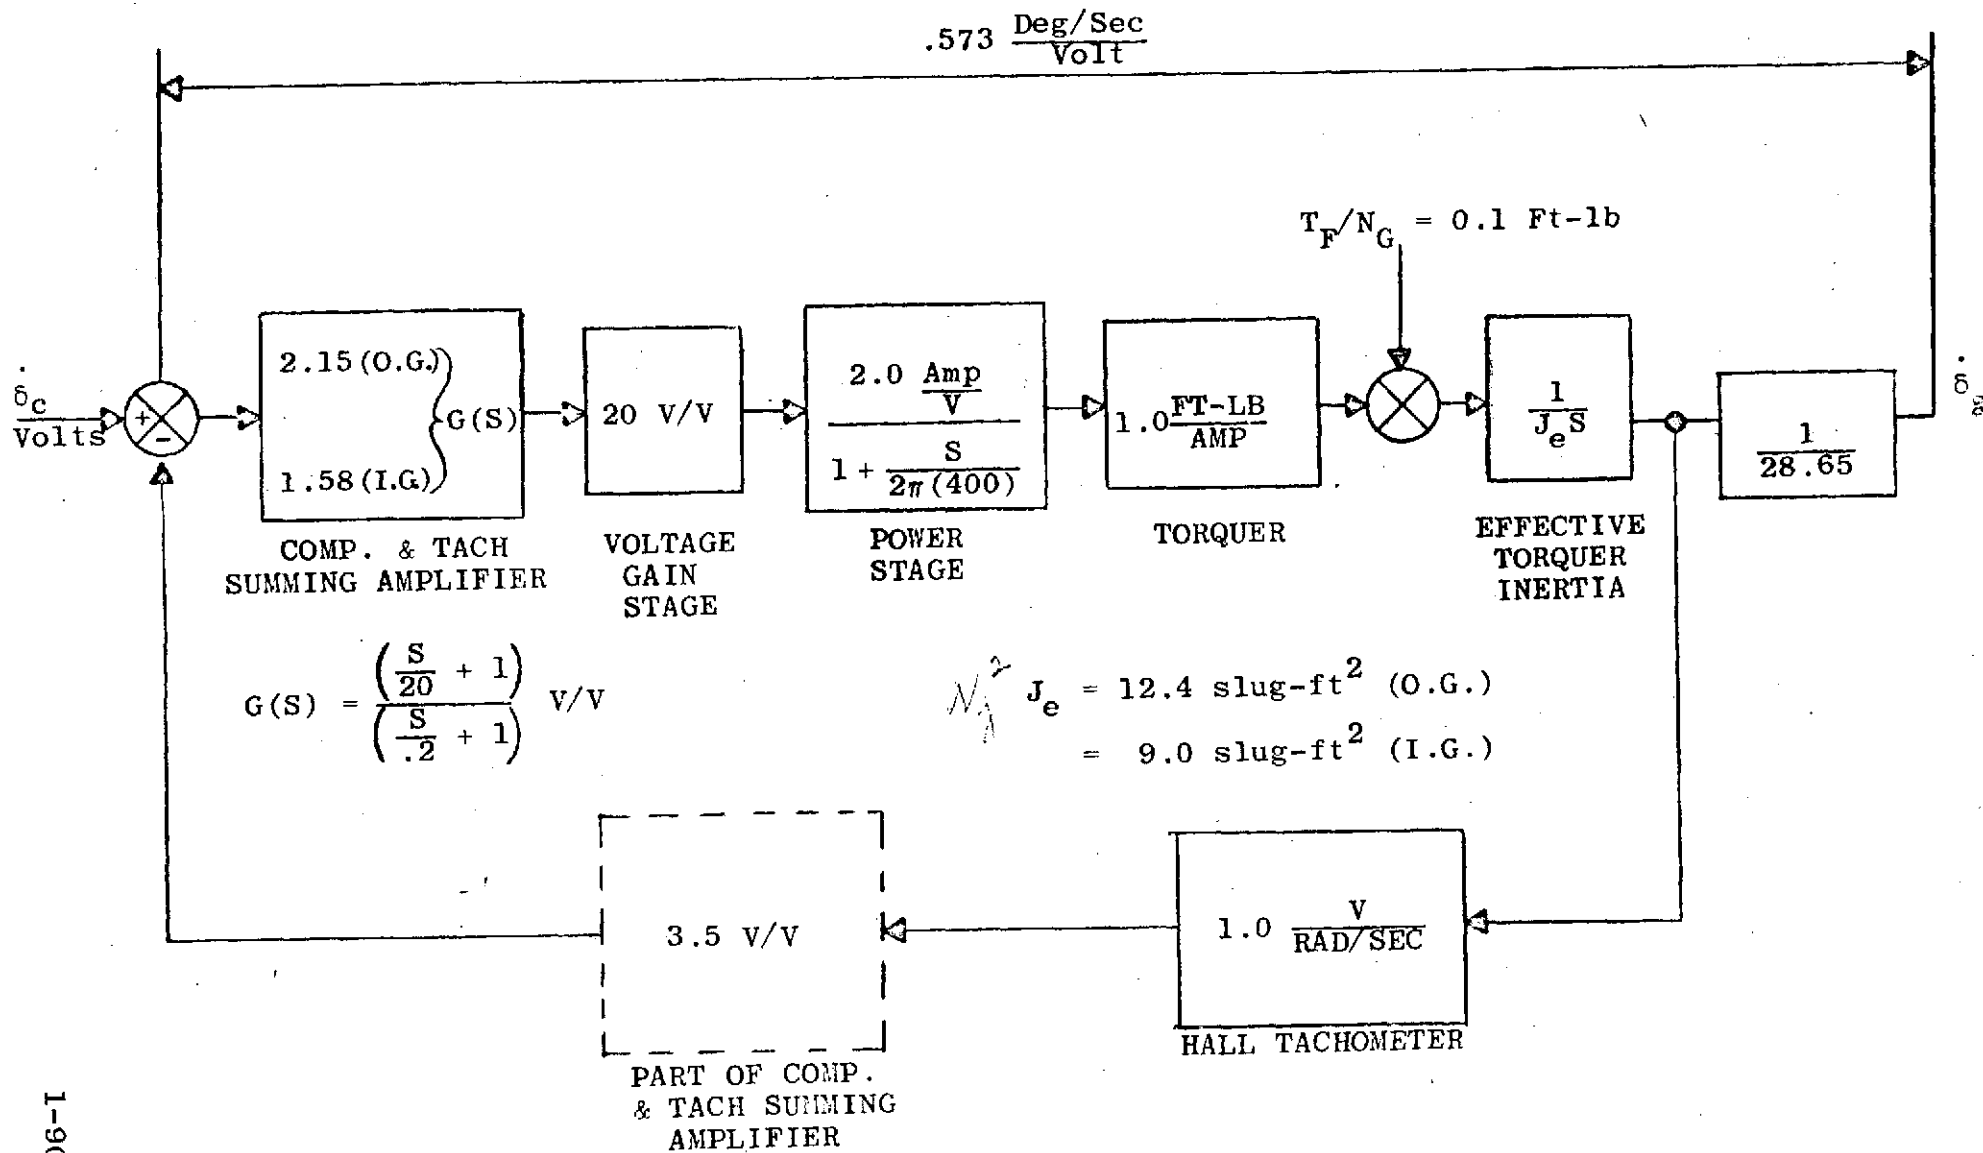 .573 Deg/Sec
Volt
T_F/N_G = 0.1 Ft-lb
δ̇_c
Volts
+
-
2.15 (O.G.)
1.58 (I.G.)
G(S)
20 V/V
2.0 Amp
V
1 + S
2π(400)
1.0 FT-LB
AMP
1
J_e S
1
28.65
δ̇_g
COMP. & TACH
SUMMING AMPLIFIER
VOLTAGE
GAIN
STAGE
POWER
STAGE
TORQUER
EFFECTIVE
TORQUER
INERTIA
G(S) = (S/20 + 1) / (S/.2 + 1) V/V
J_e = 12.4 slug-ft² (O.G.)
= 9.0 slug-ft² (I.G.)
3.5 V/V
1.0 V
RAD/SEC
HALL TACHOMETER
PART OF COMP.
& TACH SUMMING
AMPLIFIER